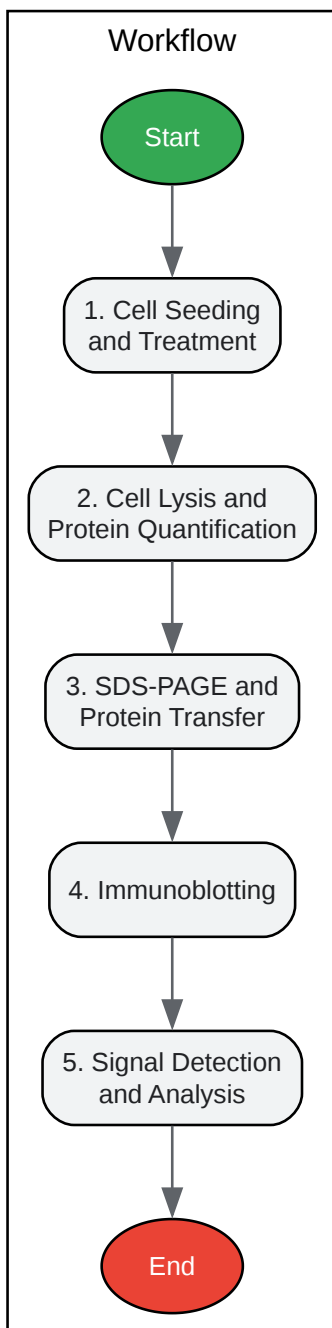 Workflow
Start
1. Cell Seeding
and Treatment
2. Cell Lysis and
Protein Quantification
3. SDS-PAGE and
Protein Transfer
4. Immunoblotting
5. Signal Detection
and Analysis
End